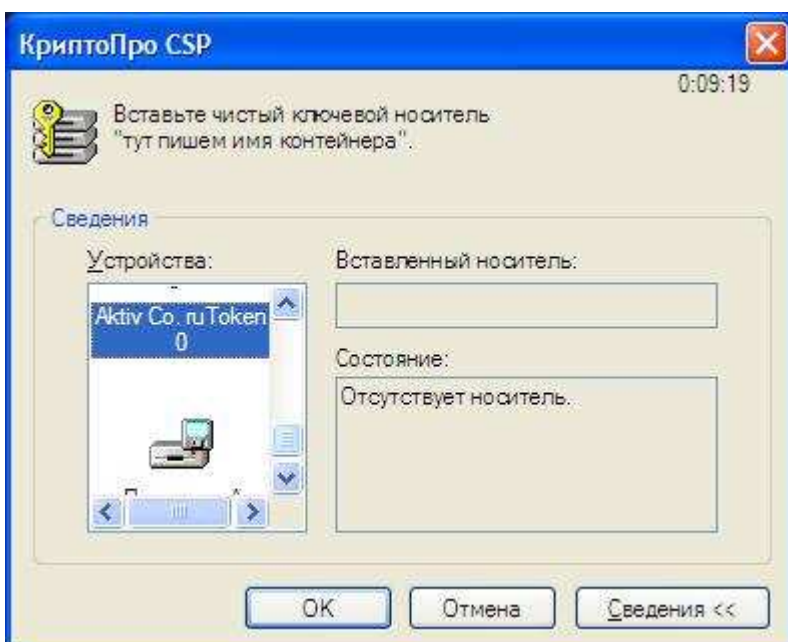 КриптоПро CSP
0:09:19
Вставьте чистый ключевой носитель
"тут пишем имя контейнера".
Сведения
Устройства:
Вставленный носитель:
Aktiv Co. ruToken
0
Состояние:
Отсутствует носитель.
OK
Отмена
Сведения <<